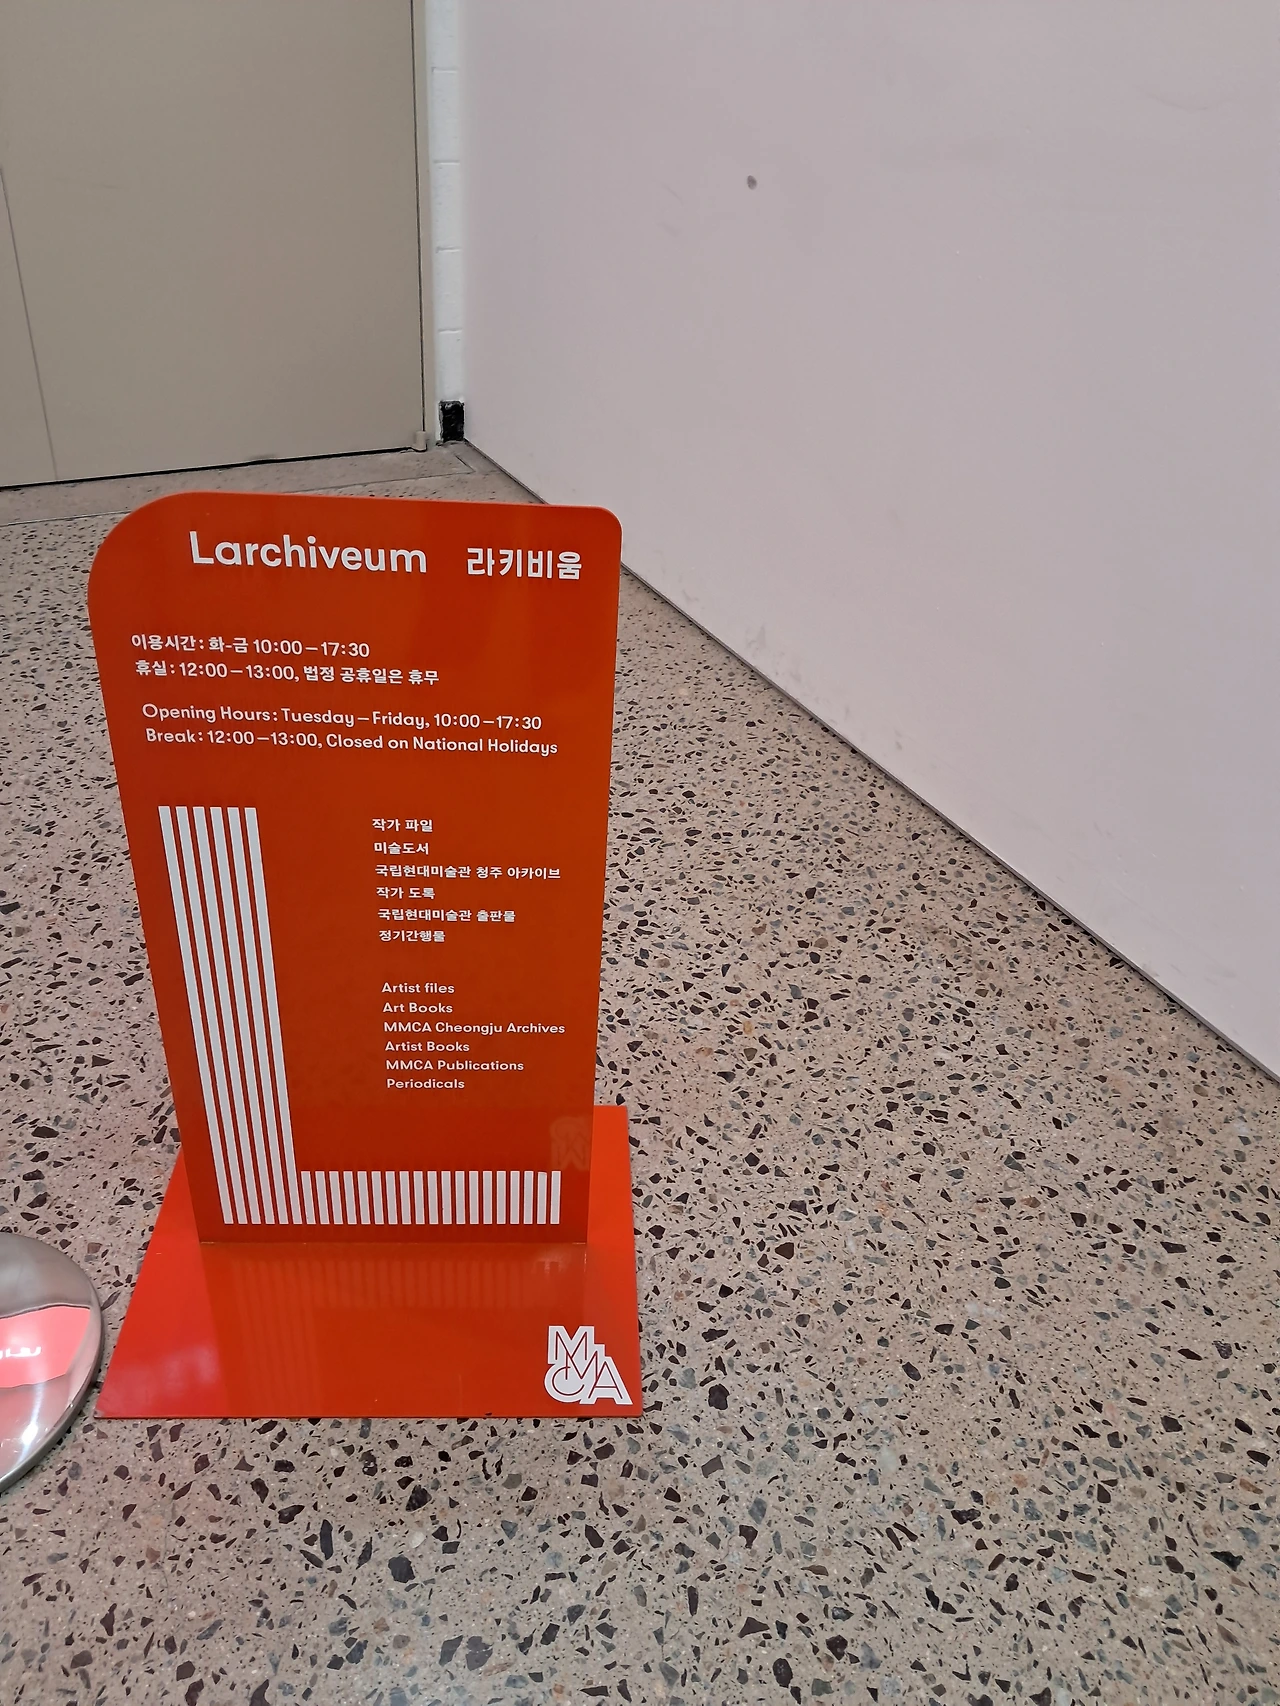 Larchiveum 라키비움
이용시간 : 화-금 10:00 – 17:30
휴실 : 12:00 – 13:00, 법정 공휴일은 휴무
Opening Hours : Tuesday – Friday, 10:00 – 17:30
Break : 12:00 – 13:00, Closed on National Holidays
작가 파일
미술도서
국립현대미술관 청주 아카이브
작가 도록
국립현대미술관 출판물
정기간행물
Artist files
Art Books
MMCA Cheongju Archives
Artist Books
MMCA Publications
Periodicals
MMCA